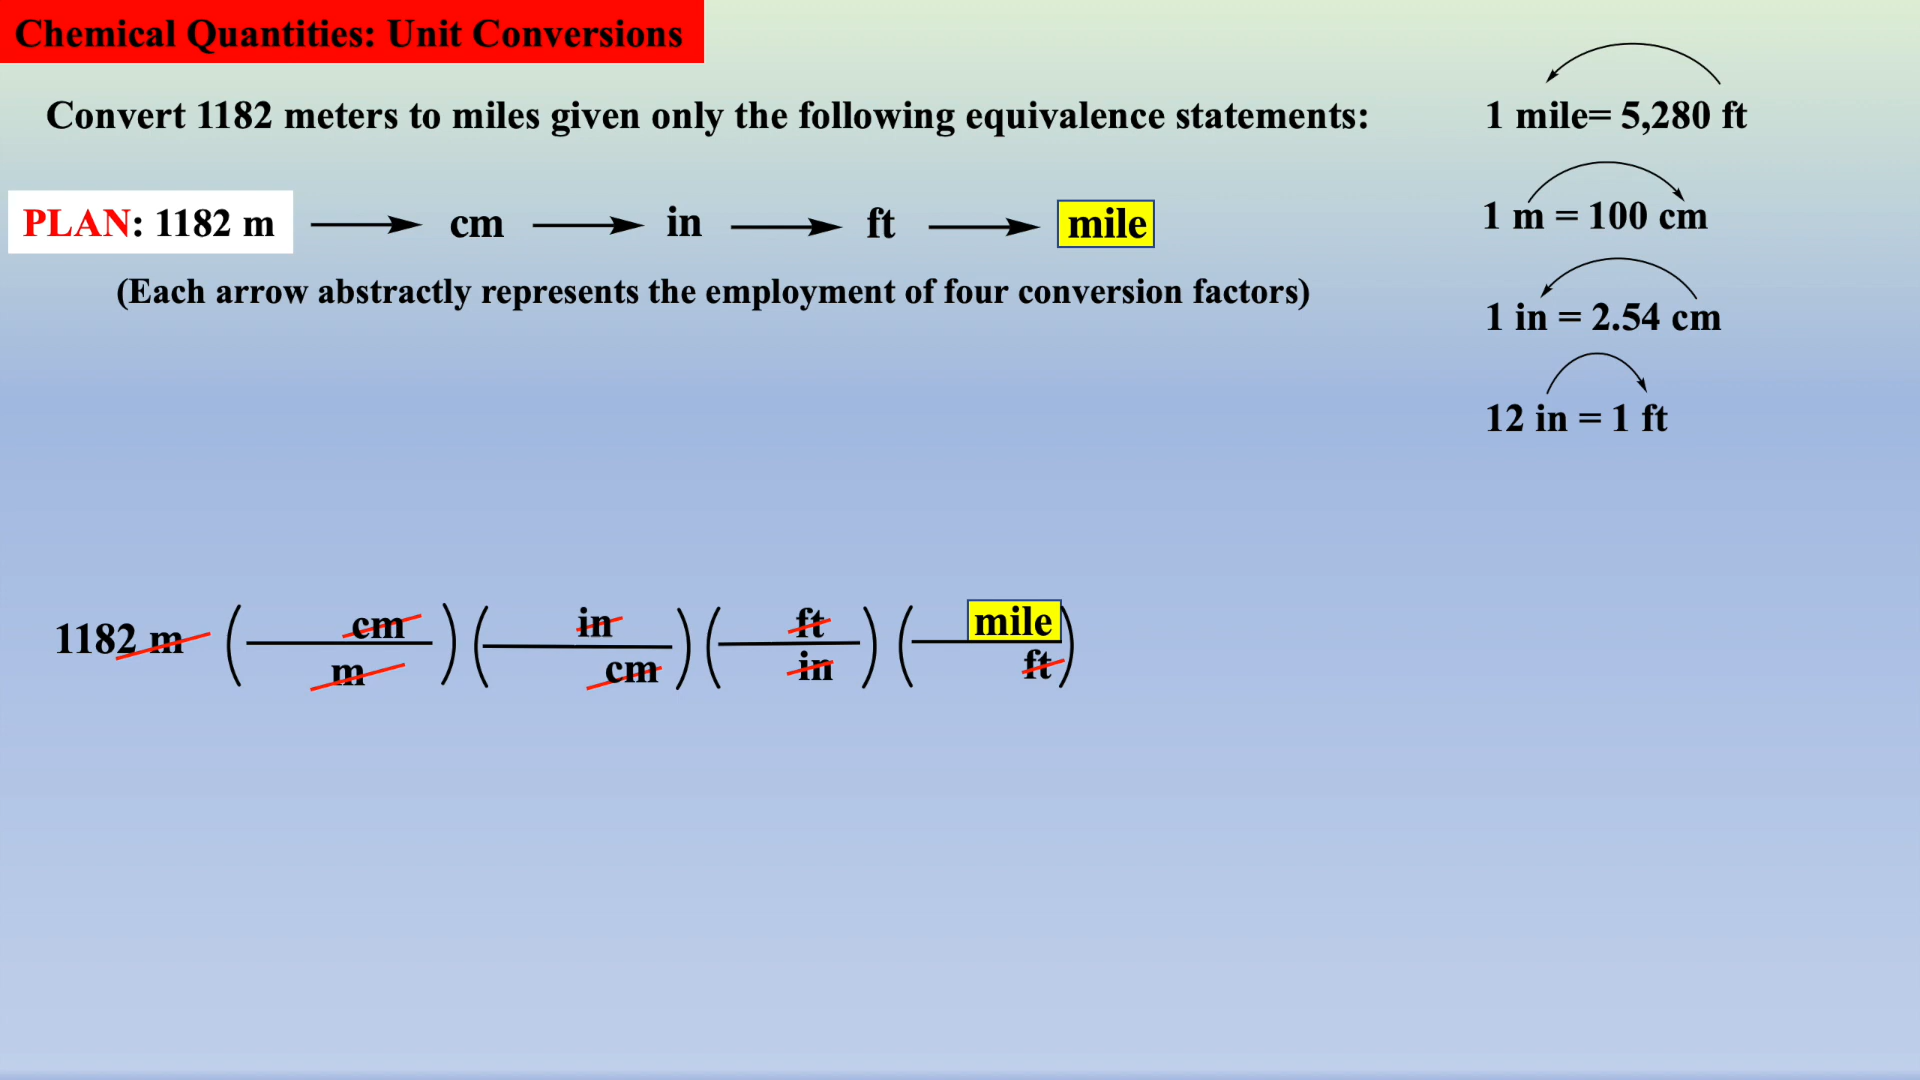 Chemical Quantities: Unit Conversions
Convert 1182 meters to miles given only the following equivalence statements:
1 mile= 5,280 ft
1 m = 100 cm
1 in = 2.54 cm
12 in = 1 ft
PLAN: 1182 m cm in ft mile
(Each arrow abstractly represents the employment of four conversion factors)
1182 m ( cm / m ) ( in / cm ) ( ft / in ) ( mile / ft )